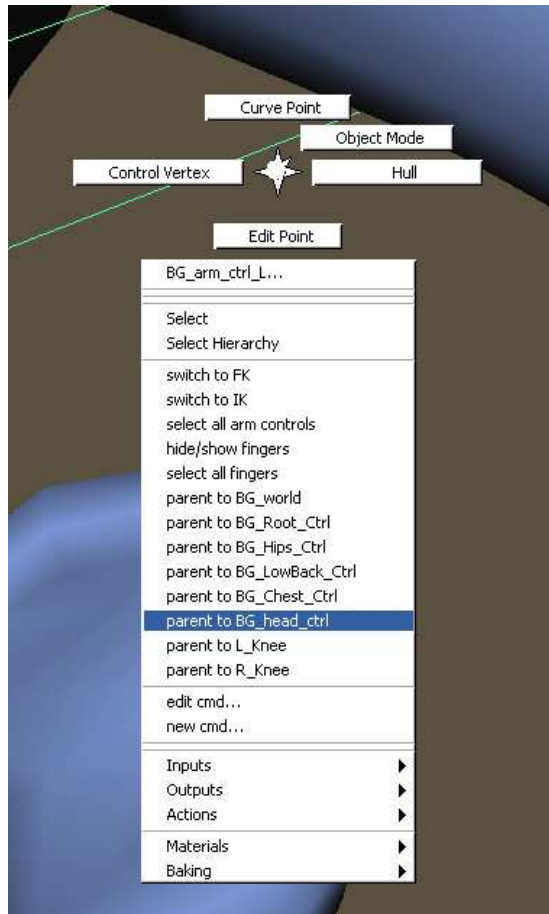 Curve Point
Object Mode
Control Vertex
Hull
Edit Point
BG_arm_ctrl_L...
Select
Select Hierarchy
switch to FK
switch to IK
select all arm controls
hide/show fingers
select all fingers
parent to BG_world
parent to BG_Root_Ctrl
parent to BG_Hips_Ctrl
parent to BG_LowBack_Ctrl
parent to BG_Chest_Ctrl
parent to BG_head_ctrl
parent to L_Knee
parent to R_Knee
edit cmd...
new cmd...
Inputs
Outputs
Actions
Materials
Baking